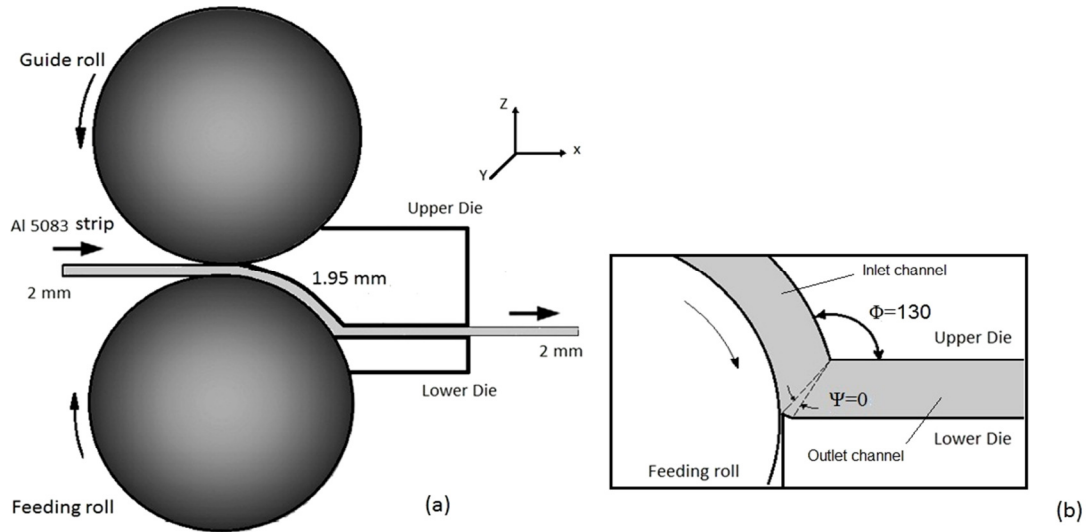 Guide roll
Z
x
Y
Upper Die
Al 5083 strip
1.95 mm
2 mm
2 mm
Lower Die
Feeding roll
(a)
Inlet channel
Φ=130
Upper Die
Ψ=0
Lower Die
Outlet channel
Feeding roll
(b)